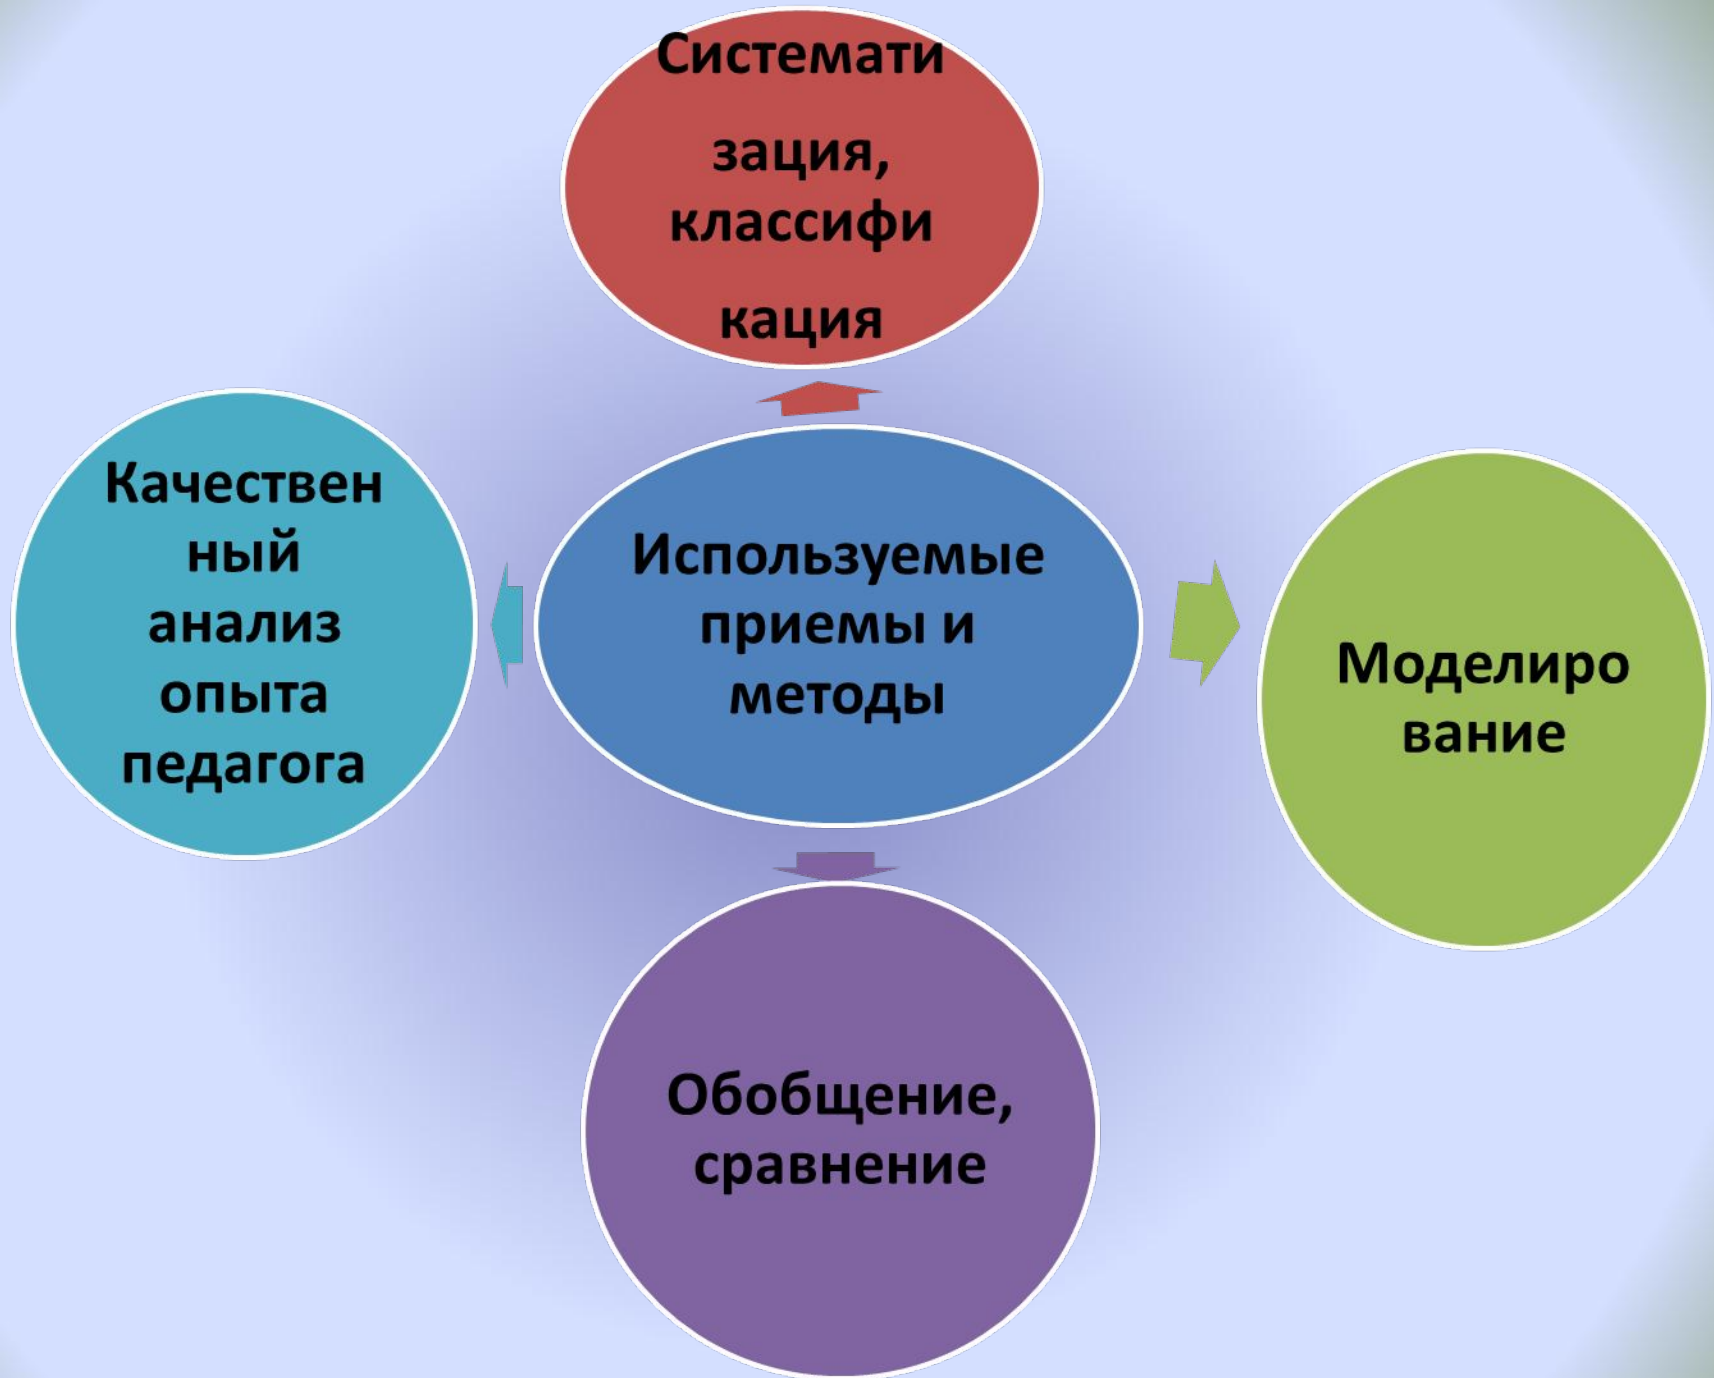 Системати
зация,
классифи
кация
Качествен
ный
анализ
опыта
педагога
Используемые
приемы и
методы
Моделиро
вание
Обобщение,
сравнение